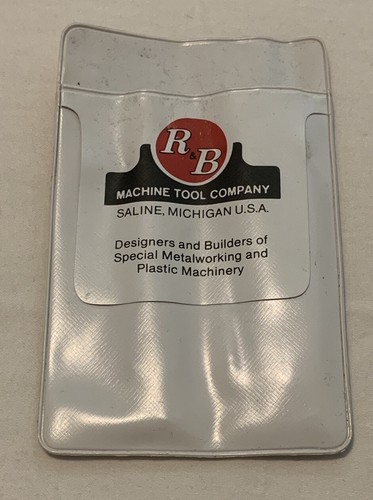 R&B
MACHINE TOOL COMPANY
SALINE, MICHIGAN U.S.A.
Designers and Builders of
Special Metalworking and
Plastic Machinery